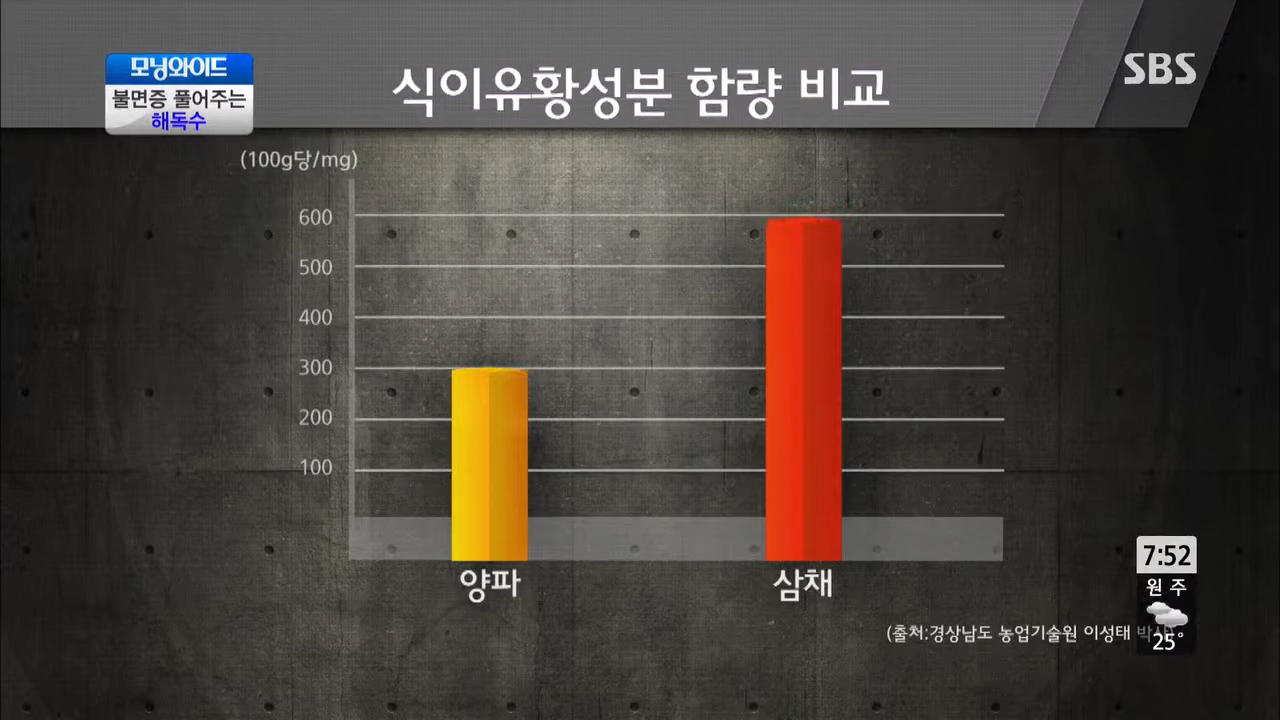 모닝와이드
불면증 풀어주는
해독수
식이유황성분 함량 비교
SBS
(100g당/mg)
600
500
400
300
200
100
양파
삼채
(출처:경상남도 농업기술원 이성태
7:52
원 주
25°